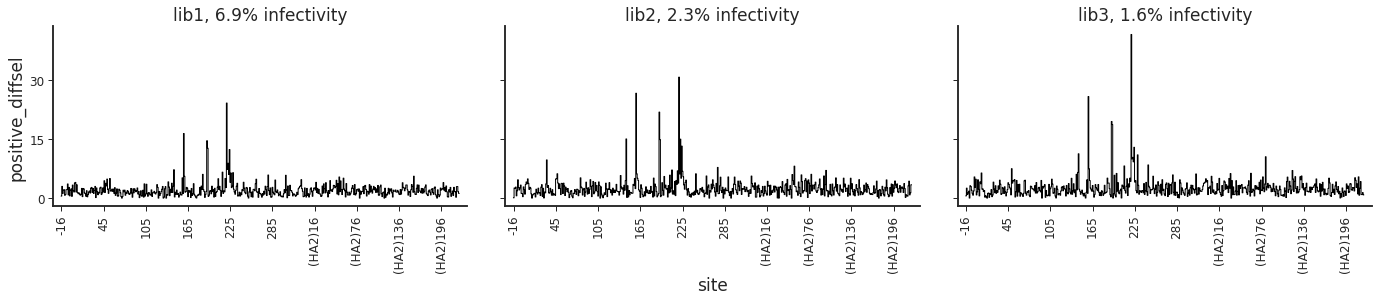 lib1, 6.9% infectivity
lib2, 2.3% infectivity
lib3, 1.6% infectivity
positive_diffsel
30
15
0
-16
45
105
165
225
285
(HA2)16
(HA2)76
(HA2)136
(HA2)196
-16
45
105
165
225
285
(HA2)16
(HA2)76
(HA2)136
(HA2)196
-16
45
105
165
225
285
(HA2)16
(HA2)76
(HA2)136
(HA2)196
site